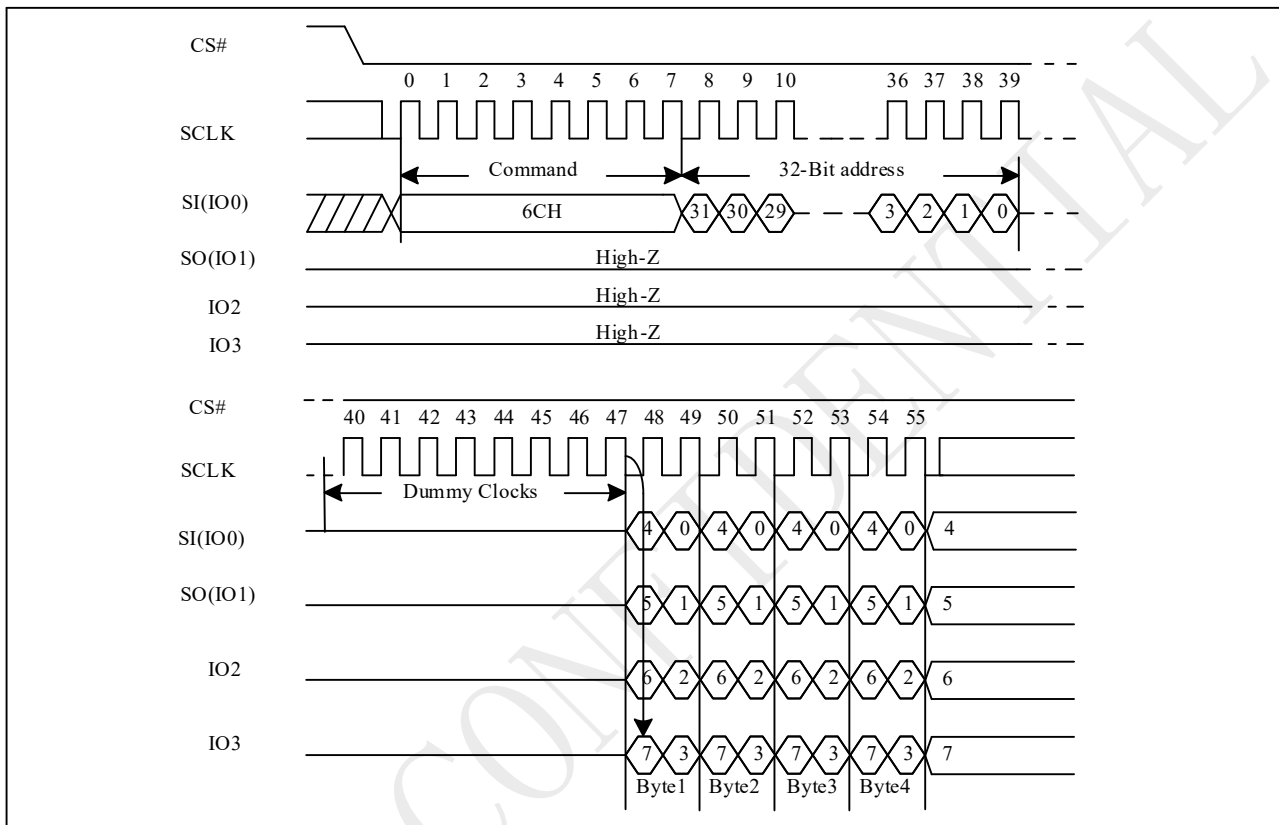 CS#
0 1 2 3 4 5 6 7 8 9 10 36 37 38 39
SCLK
Command 32-Bit address
SI(IO0) 6CH 31 30 29 3 2 1 0
SO(IO1) High-Z
IO2 High-Z
IO3 High-Z
CS#
40 41 42 43 44 45 46 47 48 49 50 51 52 53 54 55
SCLK
Dummy Clocks
SI(IO0) 4 0 4 0 4 0 4 0 4
SO(IO1) 5 1 5 1 5 1 5 1 5
IO2 6 2 6 2 6 2 6 2 6
IO3 7 3 7 3 7 3 7 3 7
Byte1 Byte2 Byte3 Byte4
CONFIDENTIAL